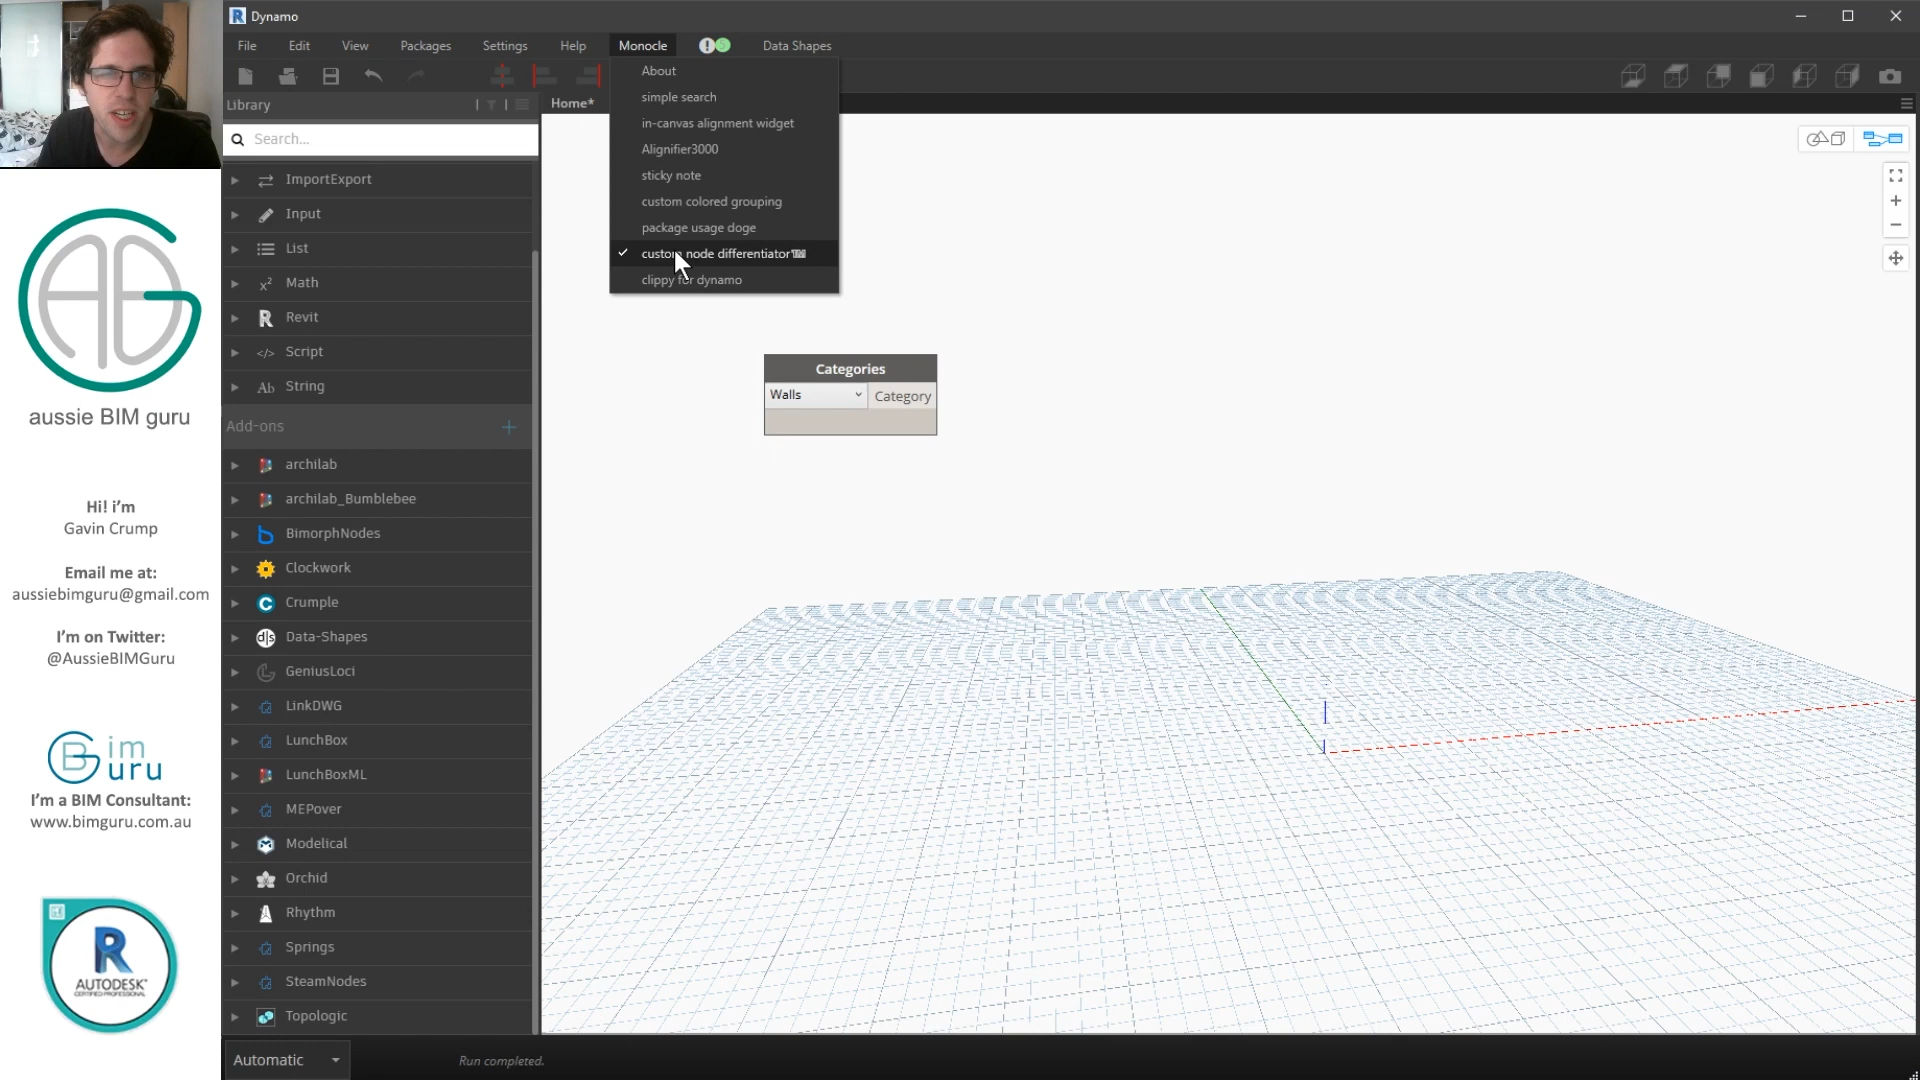 Dynamo
File Edit View Packages Settings Help Monocle Data Shapes
Library
Home*
Search...
ImportExport
Input
List
Math
Revit
Script
String
Add-ons
archilab
archilab_Bumblebee
BimorphNodes
Clockwork
Crumple
Data-Shapes
GeniusLoci
LinkDWG
LunchBox
LunchBoxML
MEPover
Modelical
Orchid
Rhythm
Springs
SteamNodes
Topologic
Automatic
Run completed.
About
simple search
in-canvas alignment widget
Alignifier3000
sticky note
custom colored grouping
package usage doge
custom node differentiator
clippy for dynamo
Categories
Walls
Category
aussie BIM guru
Hi! i'm
Gavin Crump
Email me at:
aussiebimguru@gmail.com
I'm on Twitter:
@AussieBIMGuru
Bim
Guru
I'm a BIM Consultant:
www.bimguru.com.au
R
AUTODESK
CERTIFIED PROFESSIONAL